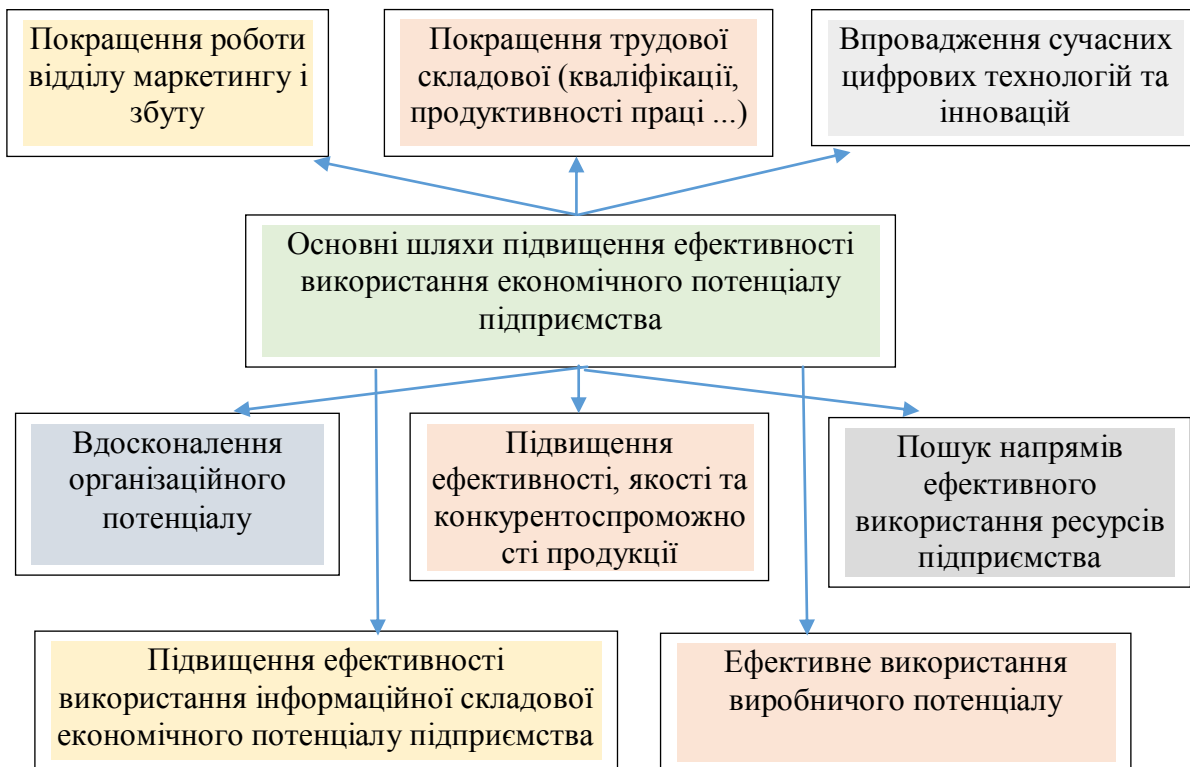 Покращення роботи
відділу маркетингу і
збуту
Покращення трудової
складової (кваліфікації,
продуктивності праці ...)
Впровадження сучасних
цифрових технологій та
інновацій
Основні шляхи підвищення ефективності
використання економічного потенціалу
підприємства
Вдосконалення
організаційного
потенціалу
Підвищення
ефективності, якості та
конкурентоспроможно
сті продукції
Пошук напрямів
ефективного
використання ресурсів
підприємства
Підвищення ефективності
використання інформаційної складової
економічного потенціалу підприємства
Ефективне використання
виробничого потенціалу